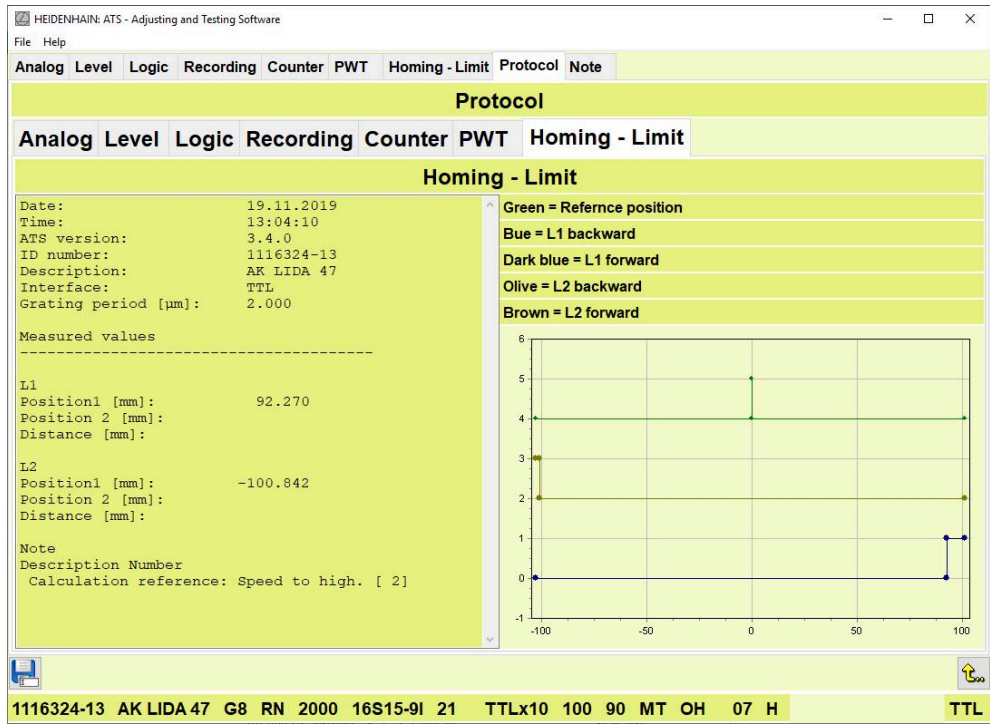 HEIDENHAIN: ATS - Adjusting and Testing Software
File Help
Analog Level Logic Recording Counter PWT Homing - Limit Protocol Note
Protocol
Analog Level Logic Recording Counter PWT Homing - Limit
Homing - Limit
Date: 19.11.2019
Time: 13:04:10
ATS version: 3.4.0
ID number: 1116324-13
Description: AK LIDA 47
Interface: TTL
Grating period [µm]: 2.000
Measured values
---------------------------------------
L1
Position1 [mm]: 92.270
Position 2 [mm]:
Distance [mm]:
L2
Position1 [mm]: -100.842
Position 2 [mm]:
Distance [mm]:
Note
Description Number
Calculation reference: Speed to high. [ 2]
Green = Refernce position
Bue = L1 backward
Dark blue = L1 forward
Olive = L2 backward
Brown = L2 forward
6
5
4
3
2
1
0
-1
-100 -50 0 50 100
1116324-13 AK LIDA 47 G8 RN 2000 16S15-9I 21 TTLx10 100 90 MT OH 07 H TTL